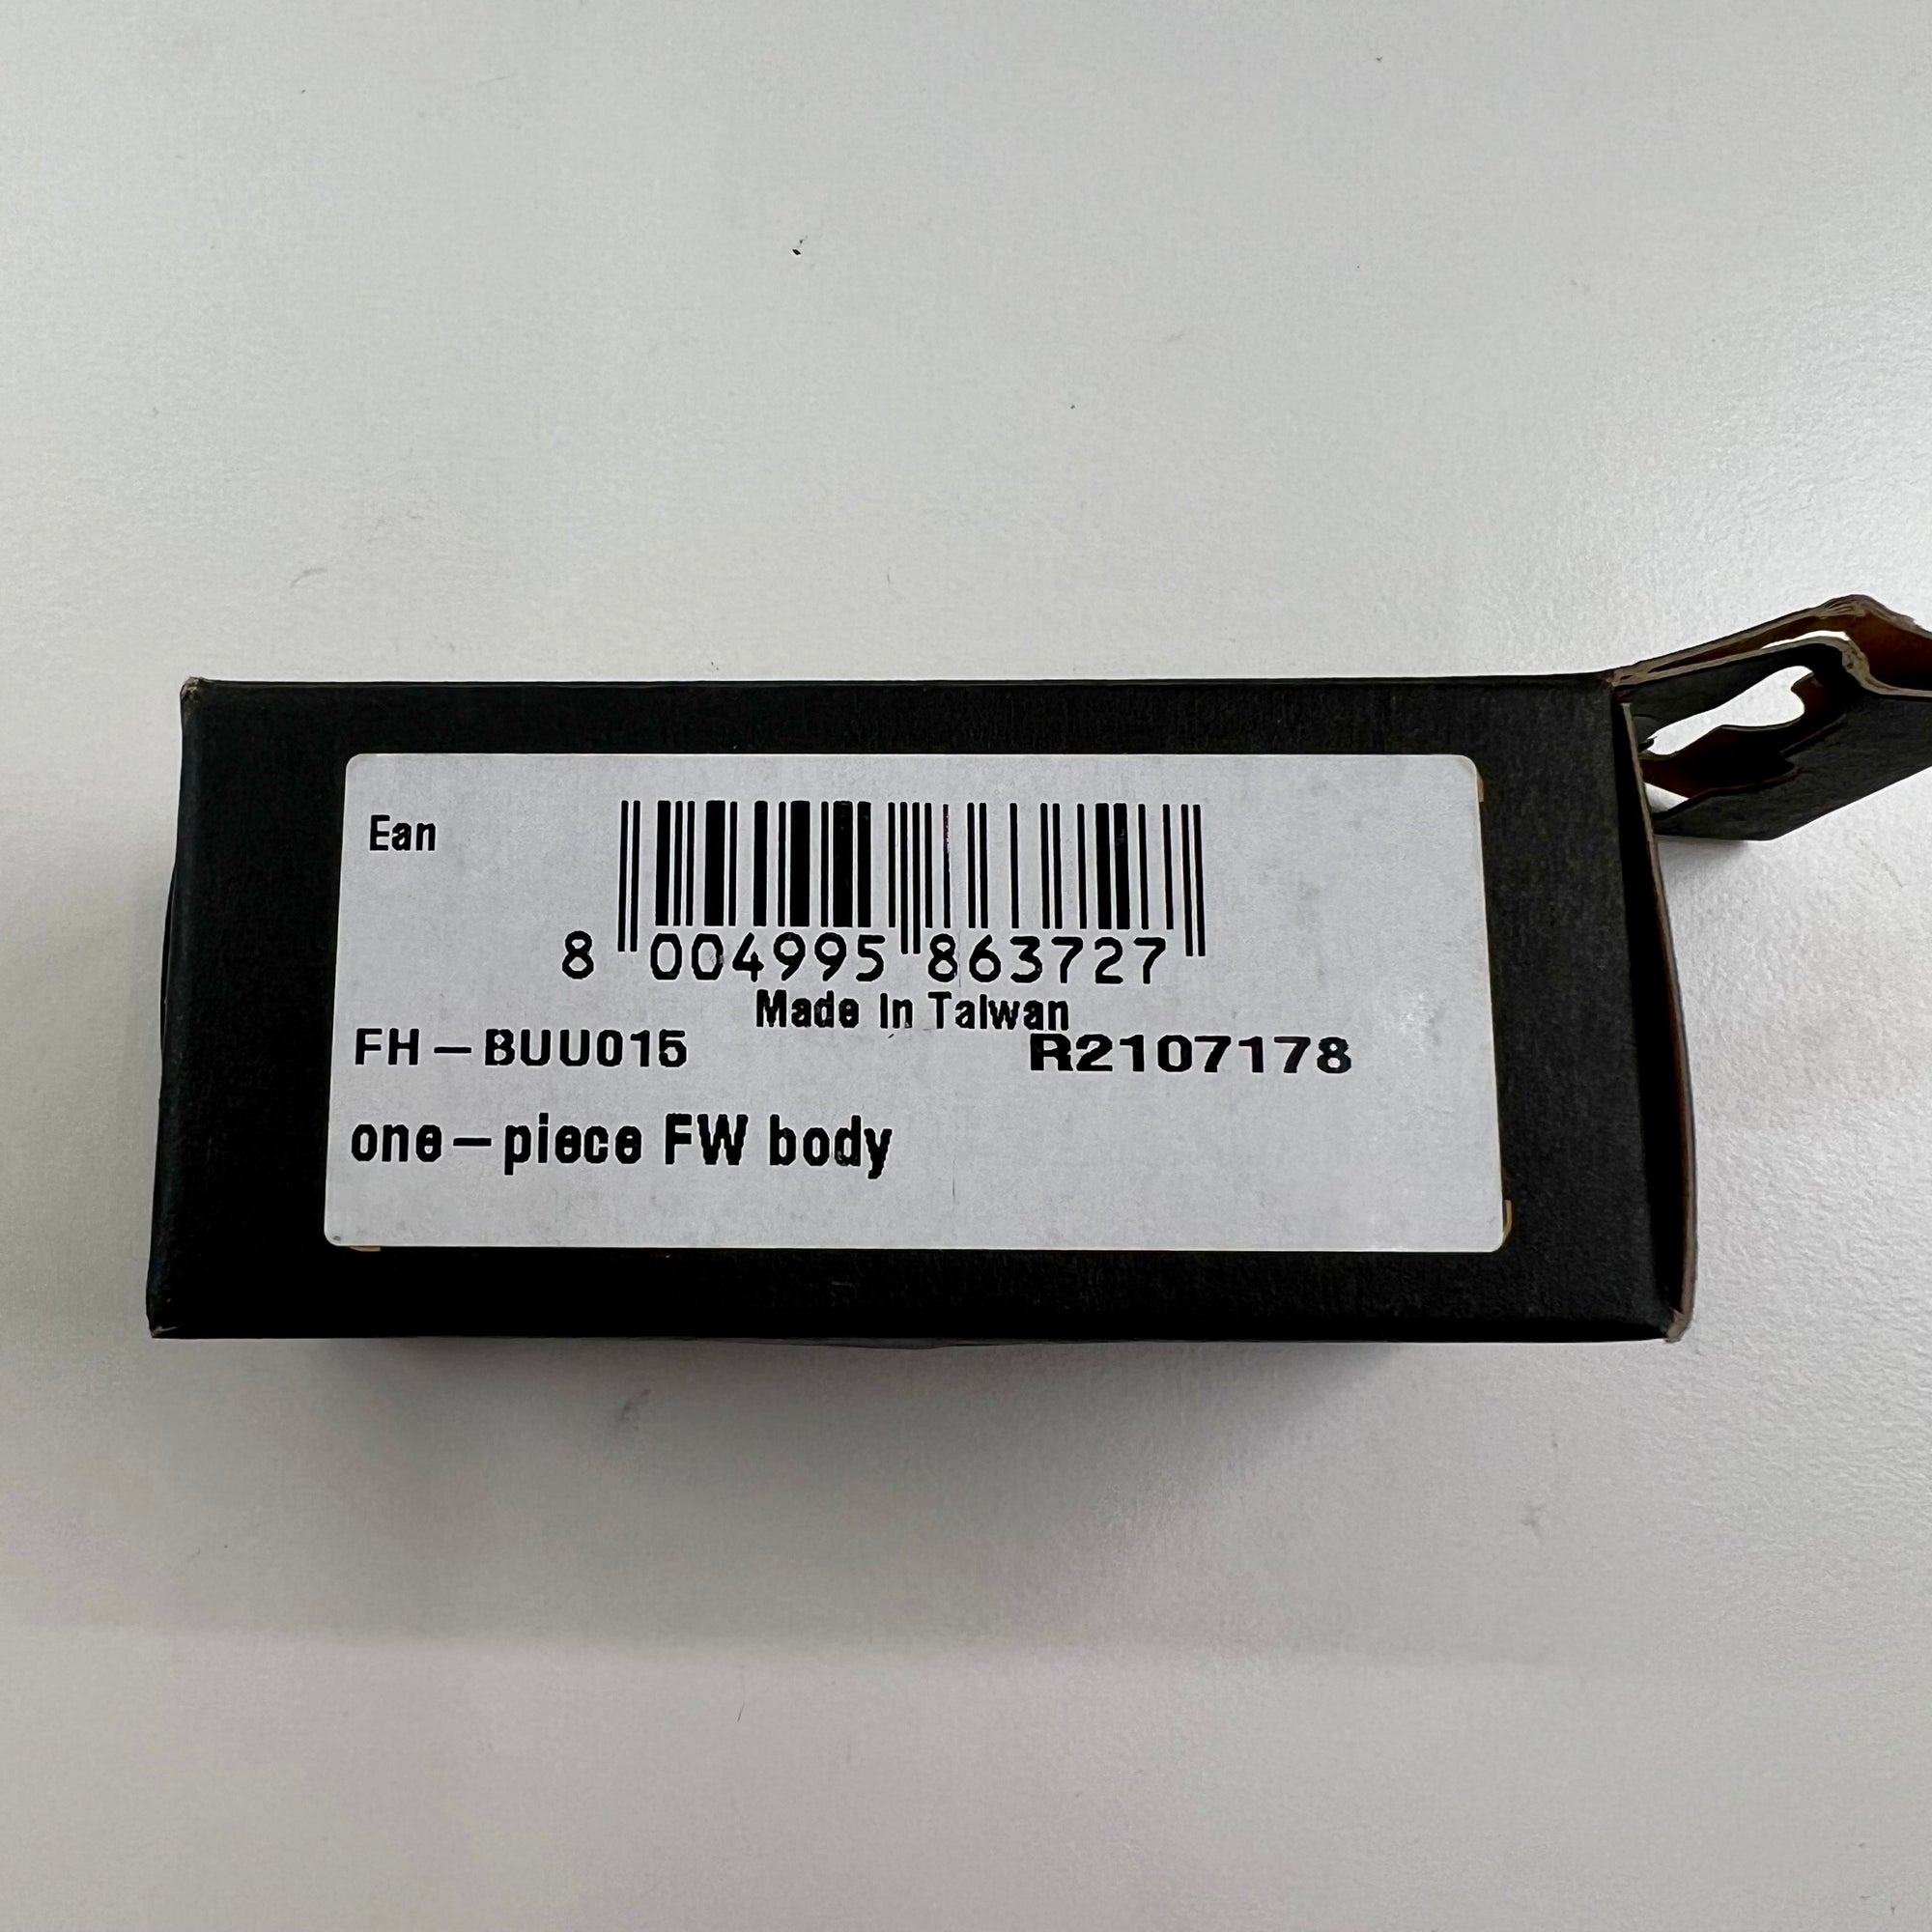 Ean
8 004995 863727
Made in Taiwan
FH-BUU015 R2107178
one-piece FW body